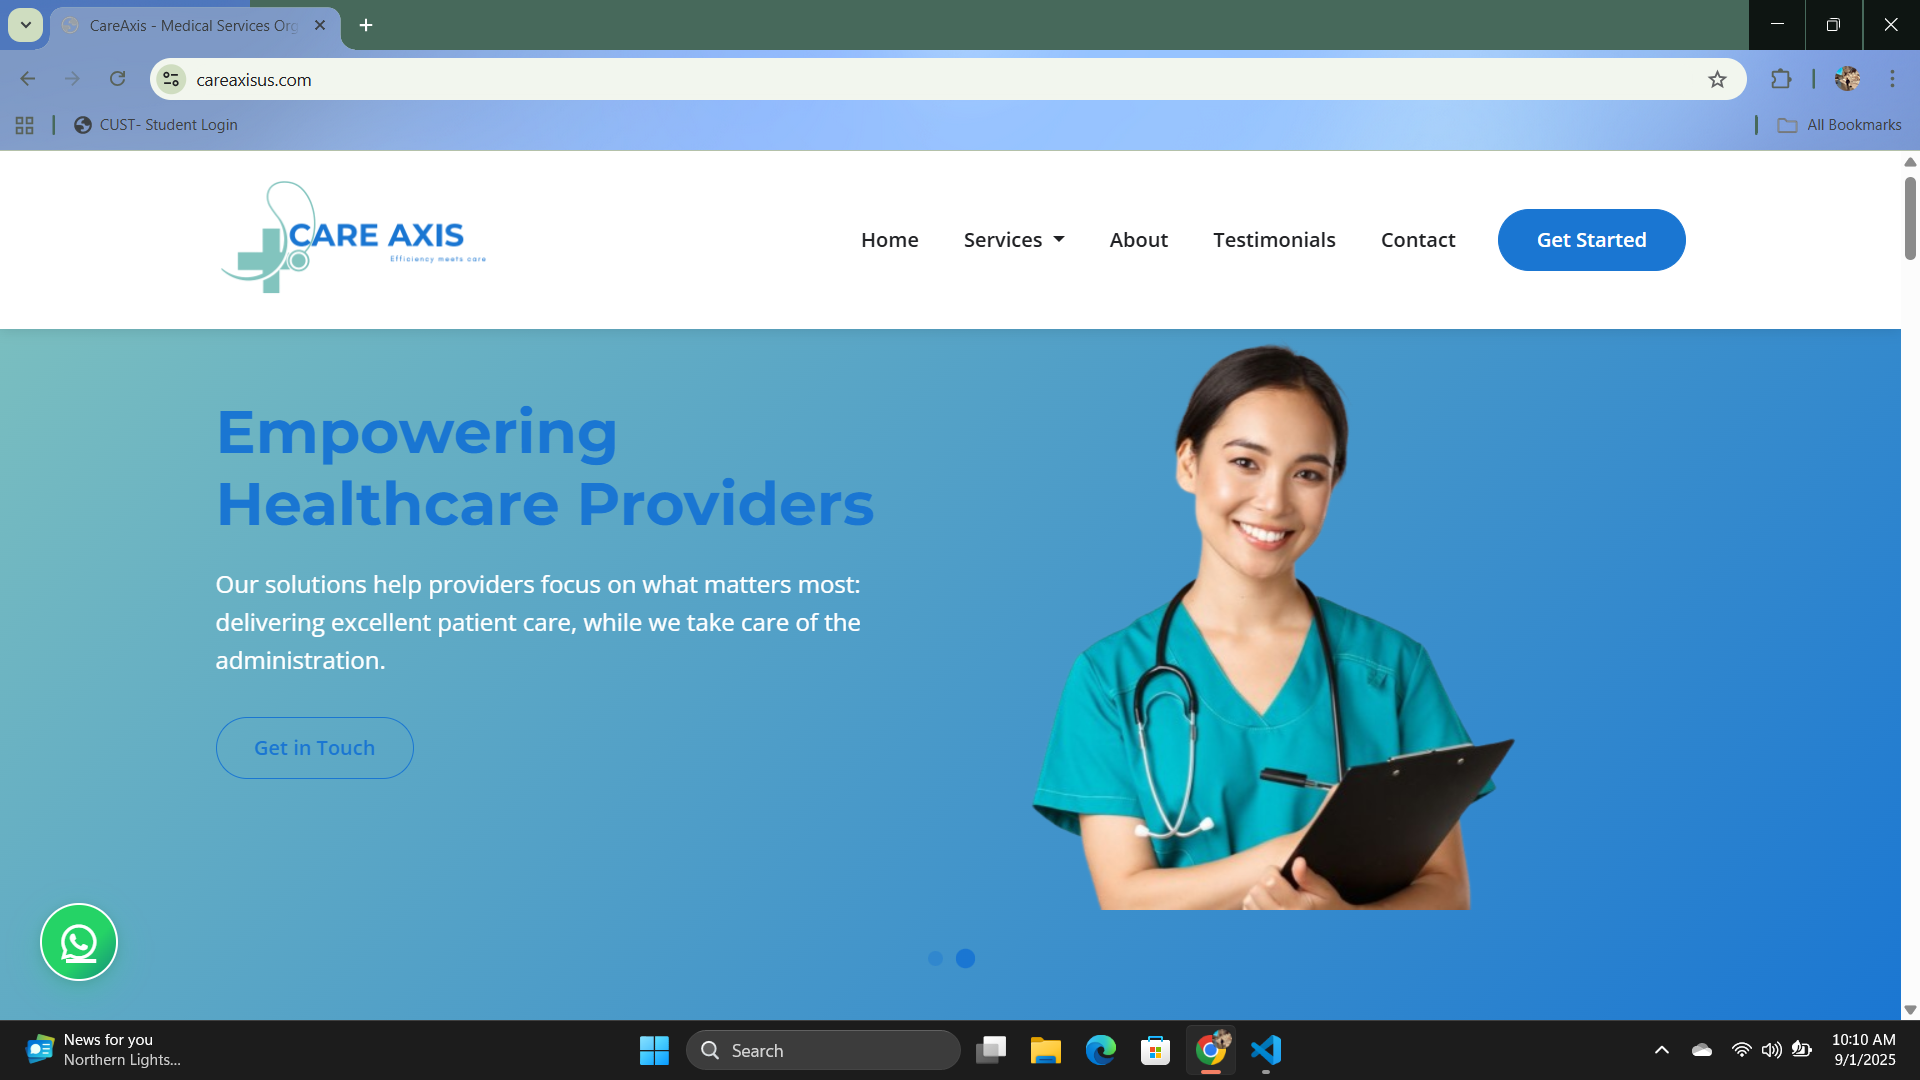 CareAxis - Medical Services Org
careaxisus.com
CUST- Student Login
All Bookmarks
CARE AXIS
Efficiency meets care
Home
Services
About
Testimonials
Contact
Get Started
Empowering
Healthcare Providers
Our solutions help providers focus on what matters most:
delivering excellent patient care, while we take care of the
administration.
Get in Touch
News for you
Northern Lights...
Search
10:10 AM
9/1/2025